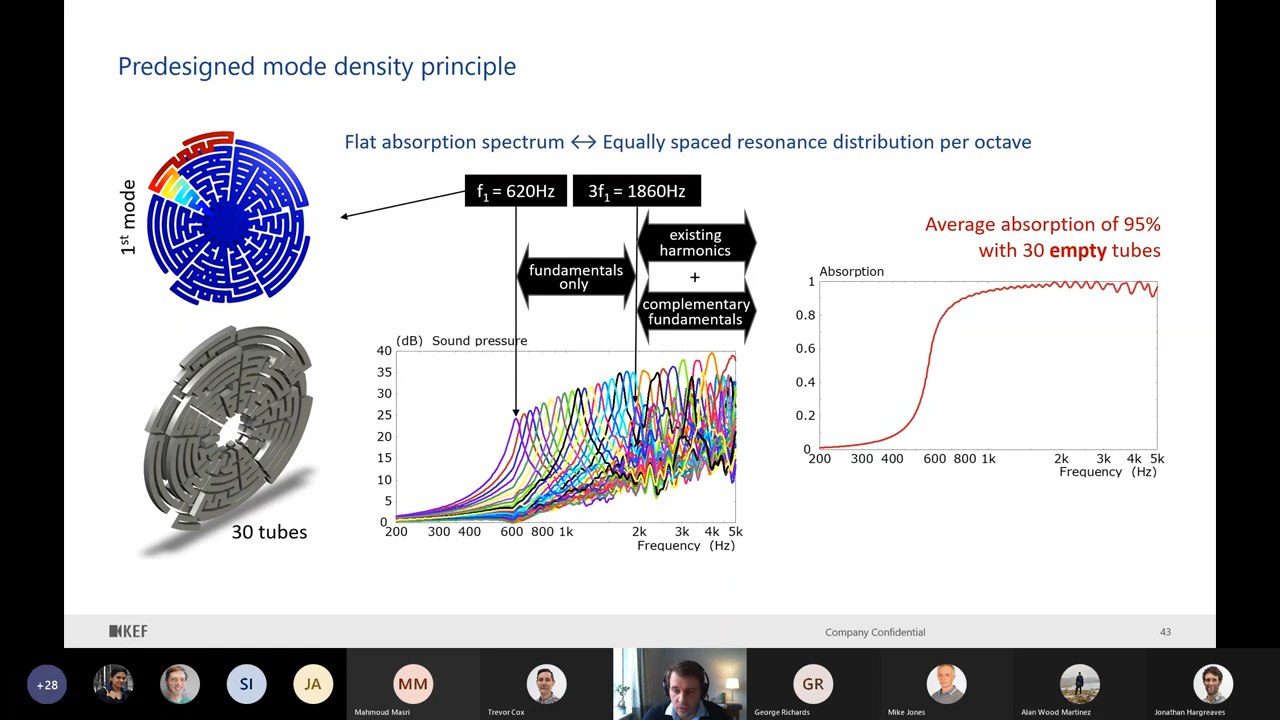 Predesigned mode density principle
Flat absorption spectrum ↔ Equally spaced resonance distribution per octave
1st mode
f1 = 620Hz
3f1 = 1860Hz
existing
harmonics
+
complementary
fundamentals
fundamentals
only
Average absorption of 95%
with 30 empty tubes
(dB) Sound pressure
40
35
30
25
20
15
10
5
0
200 300 400 600 800 1k 2k 3k 4k 5k
Frequency (Hz)
Absorption
1
0.8
0.6
0.4
0.2
0
200 300 400 600 800 1k 2k 3k 4k 5k
Frequency (Hz)
30 tubes
KEF
Company Confidential
43
+28
SI
JA
MM
Mahmoud Masri
Trevor Cox
GR
George Richards
Mike Jones
Alan Wood Martinez
Jonathan Hargreaves